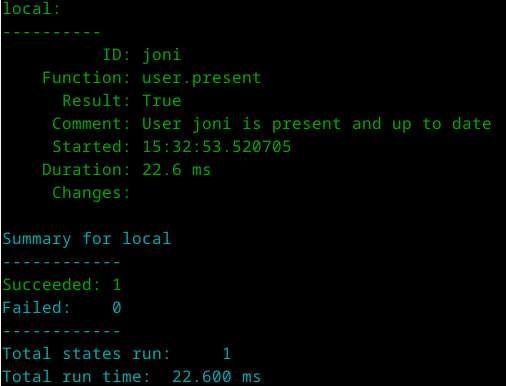 local:
----------
          ID: joni
    Function: user.present
      Result: True
     Comment: User joni is present and up to date
     Started: 15:32:53.520705
    Duration: 22.6 ms
     Changes:

Summary for local
------------
Succeeded: 1
Failed:    0
------------
Total states run:     1
Total run time:  22.600 ms